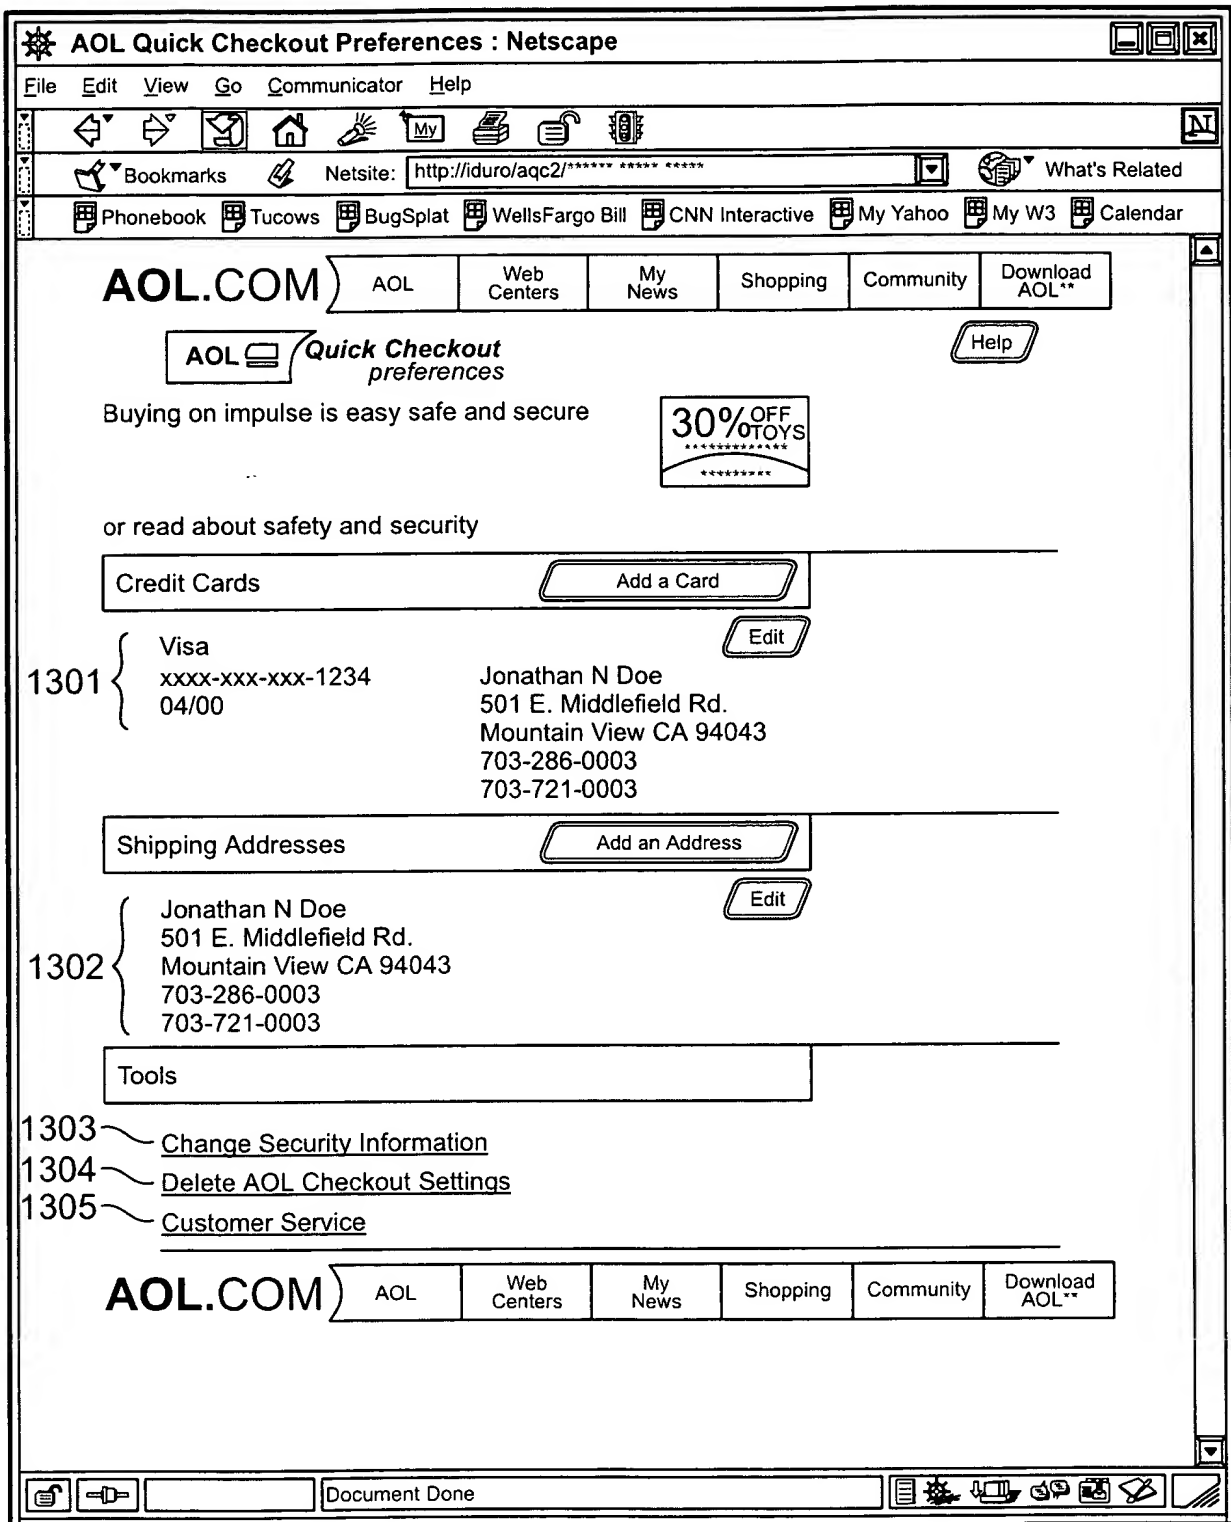 AOL Quick Checkout Preferences : Netscape
File Edit View Go Communicator Help
My
N
Bookmarks Netsite: http://iduro/aqc2/****** ***** ***** What's Related
Phonebook Tucows BugSplat WellsFargo Bill CNN Interactive My Yahoo My W3 Calendar
AOL.COM AOL Web Centers My News Shopping Community Download AOL**
AOL Quick Checkout
preferences
Help
Buying on impulse is easy safe and secure
30% OFF TOYS
**************
*********
or read about safety and security
Credit Cards Add a Card
Edit
1301
Visa
xxxx-xxx-xxx-1234
04/00
Jonathan N Doe
501 E. Middlefield Rd.
Mountain View CA 94043
703-286-0003
703-721-0003
Shipping Addresses Add an Address
Edit
1302
Jonathan N Doe
501 E. Middlefield Rd.
Mountain View CA 94043
703-286-0003
703-721-0003
Tools
1303 Change Security Information
1304 Delete AOL Checkout Settings
1305 Customer Service
AOL.COM AOL Web Centers My News Shopping Community Download AOL**
Document Done